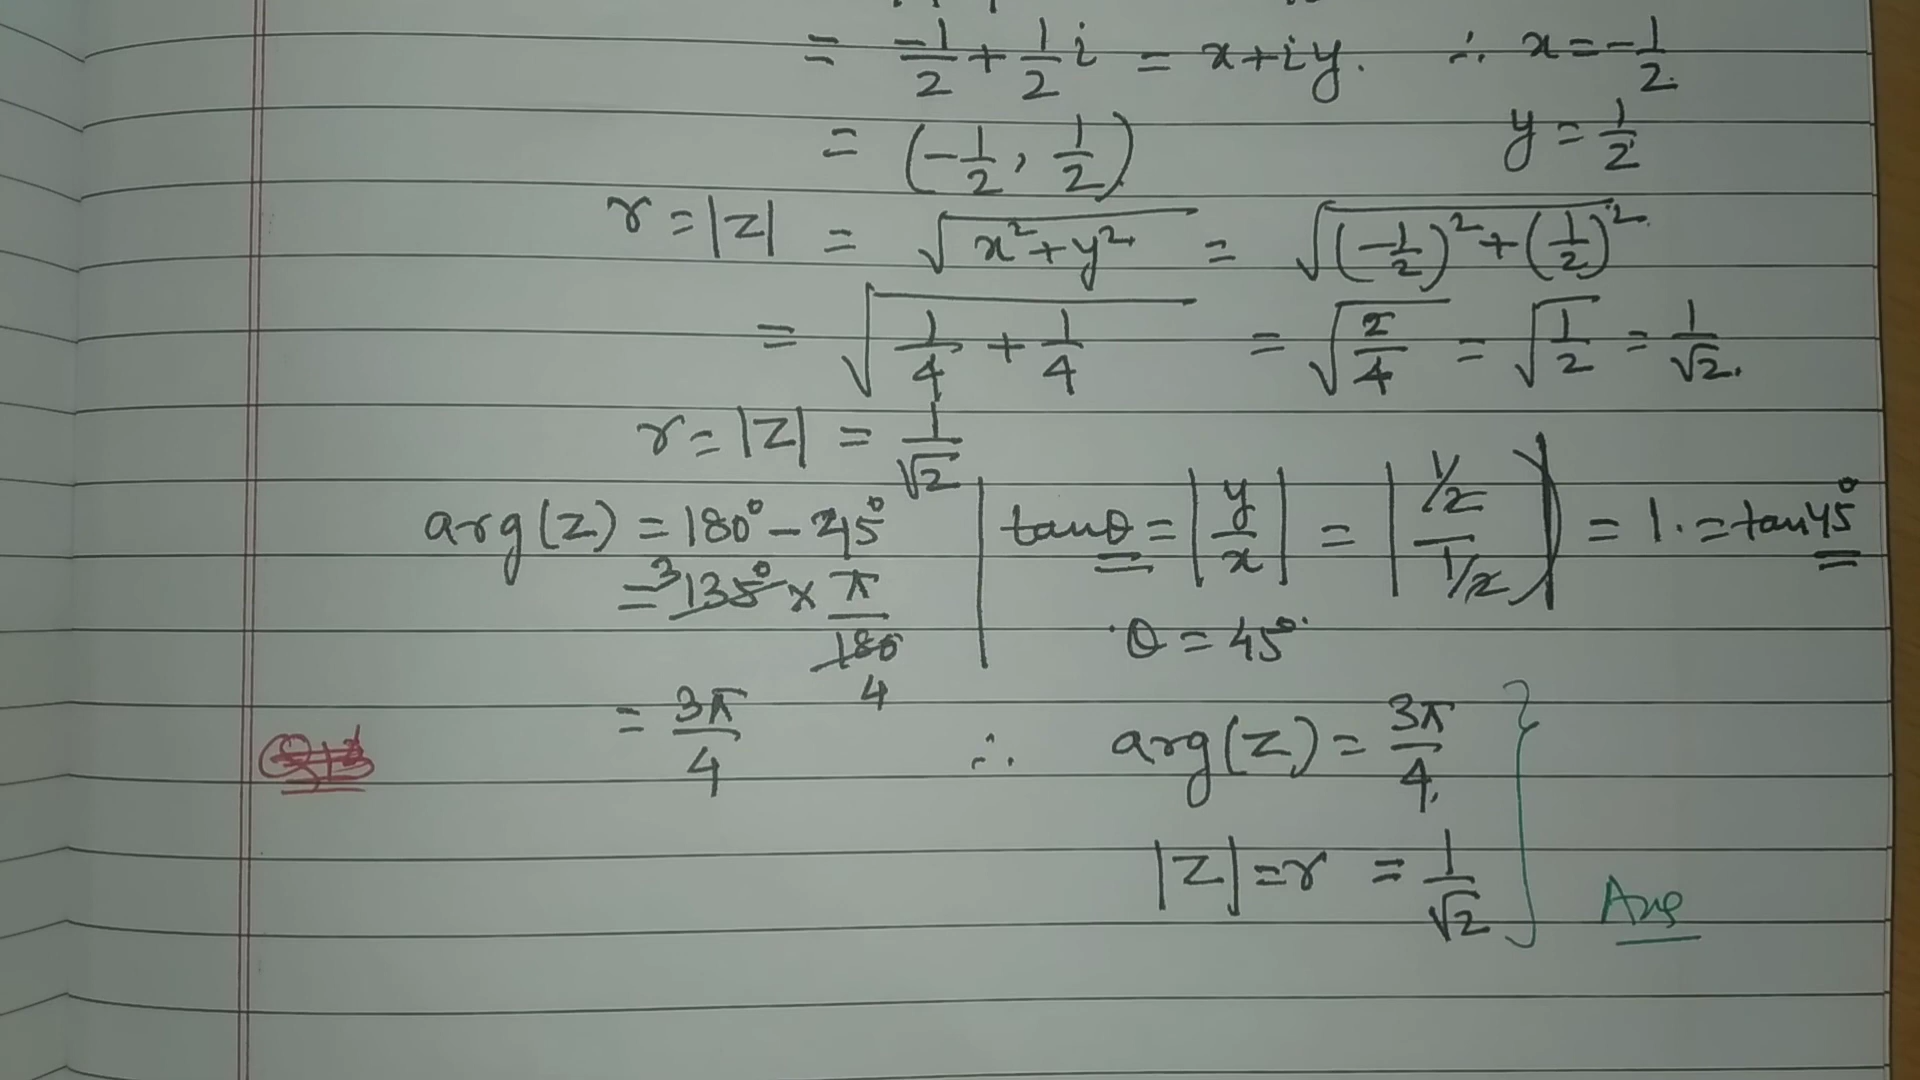 = -1/2 + 1/2 i = x+iy. ∴ x = -1/2.
= (-1/2, 1/2) y = 1/2
r = |z| = √(x²+y²) = √((-1/2)²+(1/2)²)
= √(1/4 + 1/4) = √(2/4) = √(1/2) = 1/√2.
r = |z| = 1/√2
arg(z) = 180° - 45° | tanθ = |y/x| = |(1/2)/(1/2)| = 1. = tan45°
= 135° × π/180 θ = 45°
3
4
= 3π/4 ∴ arg(z) = 3π/4.
|z| = r = 1/√2
Ans